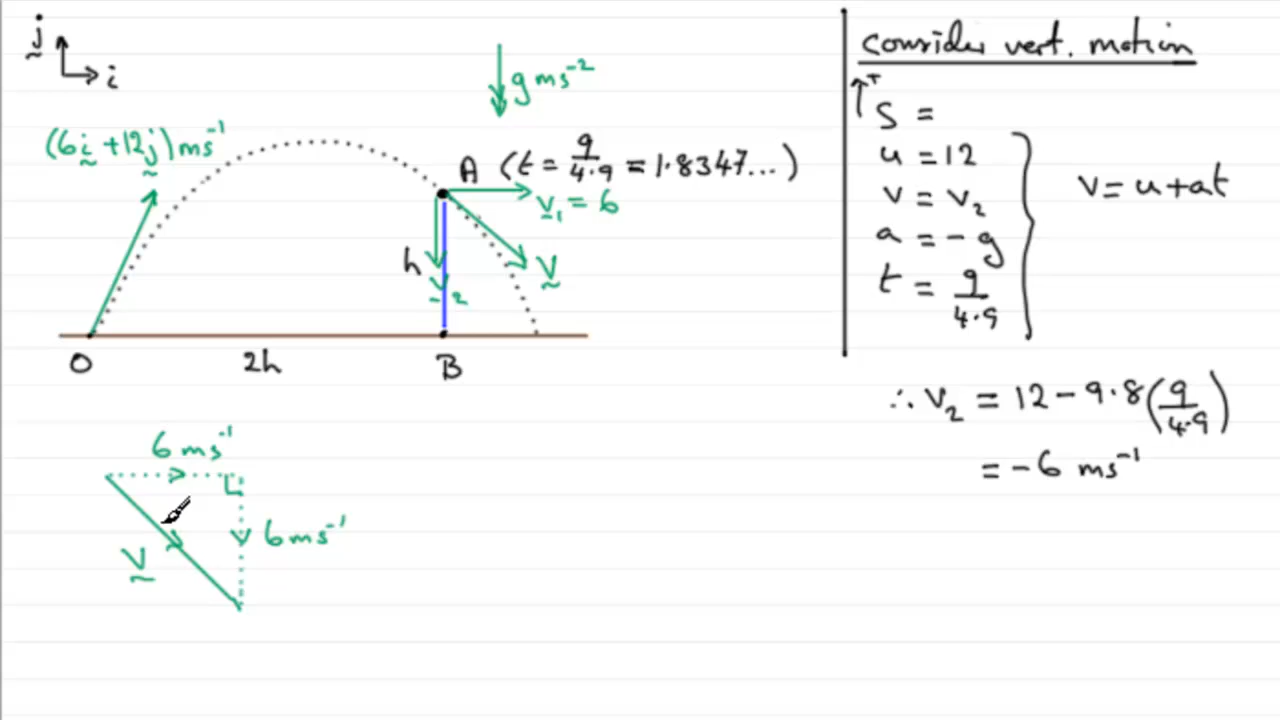 j
i
g ms⁻²
(6i + 12j) ms⁻¹
A (t = 9/4.9 = 1.8347...)
v₁ = 6
h
v₂
v
O 2h B
6 ms⁻¹
6 ms⁻¹
v
consider vert. motion
↑+ S =
u = 12
v = v₂
a = -g
t = 9/4.9
v = u + at
∴ v₂ = 12 - 9.8(9/4.9)
= -6 ms⁻¹